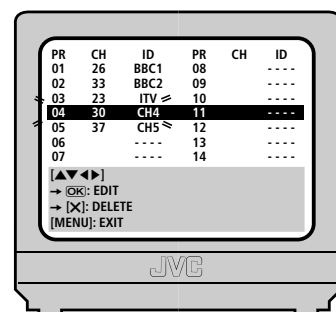 PR CH ID PR CH ID
01 26 BBC1 08 - - - -
02 33 BBC2 09 - - - -
03 23 ITV 10 - - - -
04 30 CH4 11 - - - -
05 37 CH5 12 - - - -
06 - - - - 13 - - - -
07 - - - - 14 - - - -
[▲▼◄►]
→ OK: EDIT
→ [X]: DELETE
[MENU]: EXIT
JVC